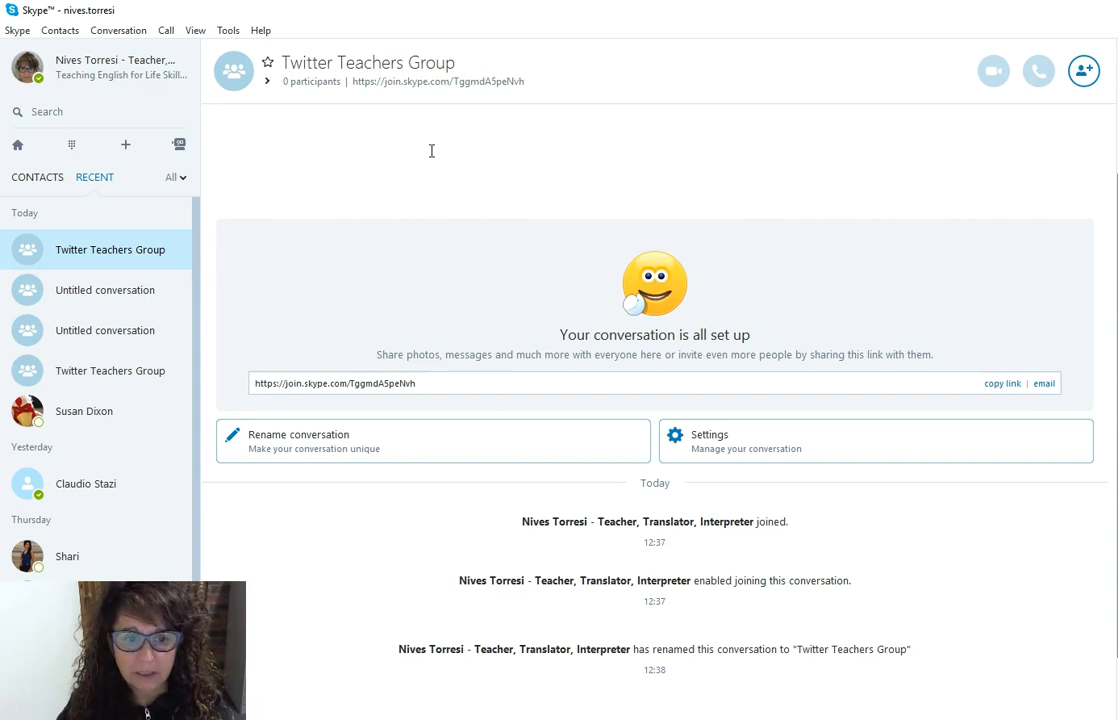 Skype™ - nives.torresi
Skype Contacts Conversation Call View Tools Help
Nives Torresi - Teacher,...
Teaching English for Life Skill...
Search
CONTACTS RECENT All
Today
Twitter Teachers Group
Untitled conversation
Untitled conversation
Twitter Teachers Group
Susan Dixon
Yesterday
Claudio Stazi
Thursday
Shari
Twitter Teachers Group
0 participants | https://join.skype.com/TggmdA5peNvh
Your conversation is all set up
Share photos, messages and much more with everyone here or invite even more people by sharing this link with them.
https://join.skype.com/TggmdA5peNvh copy link | email
Rename conversation
Make your conversation unique
Settings
Manage your conversation
Today
Nives Torresi - Teacher, Translator, Interpreter joined.
12:37
Nives Torresi - Teacher, Translator, Interpreter enabled joining this conversation.
12:37
Nives Torresi - Teacher, Translator, Interpreter has renamed this conversation to "Twitter Teachers Group"
12:38